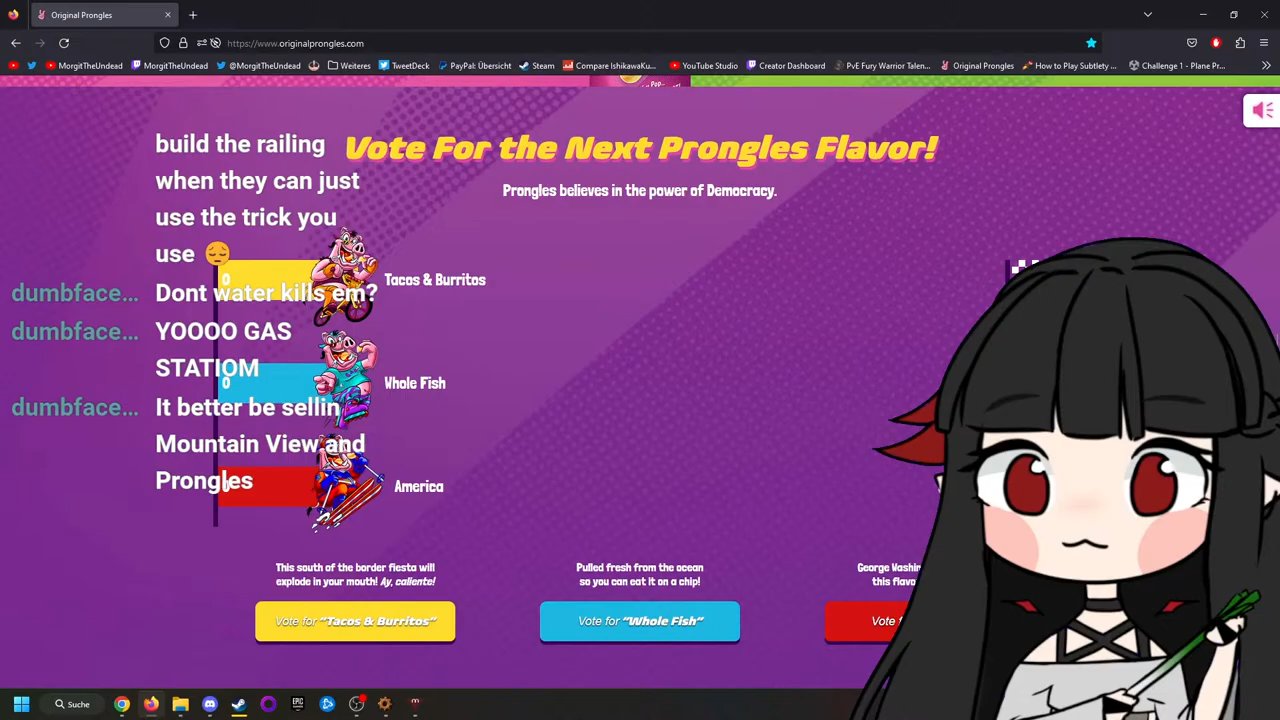 Original Prongles
https://www.originalprongles.com
MorgitTheUndead
MorgitTheUndead
@MorgitTheUndead
Weiteres
TweetDeck
PayPal: Übersicht
Steam
Compare IshikawaKu...
YouTube Studio
Creator Dashboard
PvE Fury Warrior Talen...
Original Prongles
How to Play Subtlety ...
Challenge 1 - Plane Pr...
Vote For the Next Prongles Flavor!
Prongles believes in the power of Democracy.
build the railing
when they can just
use the trick you
use 😔
dumbface... Dont water kills em?
dumbface... YOOOO GAS
STATIOM
dumbface... It better be sellin
Mountain View and
Prongles
0
Tacos & Burritos
0
Whole Fish
America
This south of the border fiesta will
explode in your mouth! Ay, caliente!
Vote for "Tacos & Burritos"
Pulled fresh from the ocean
so you can eat it on a chip!
Vote for "Whole Fish"
George
this
Vote
Suche
EPIC